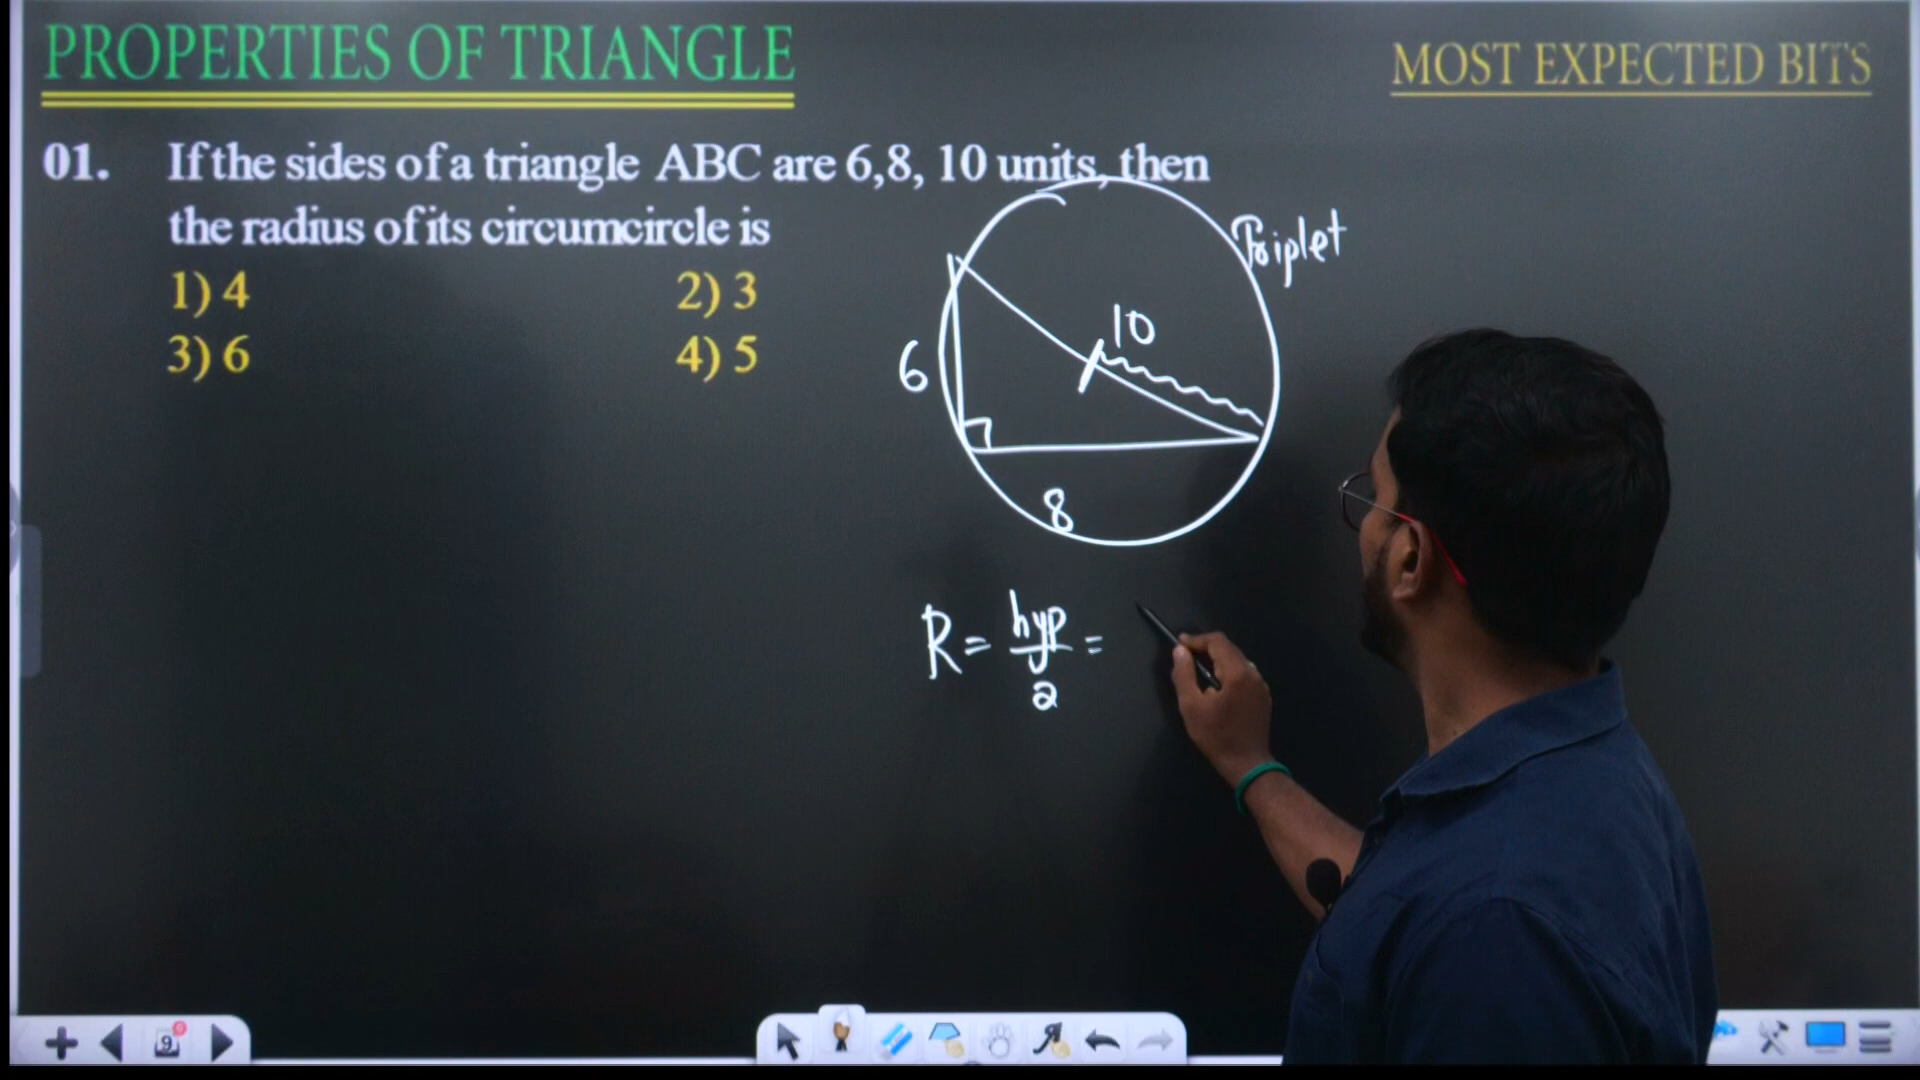 PROPERTIES OF TRIANGLE
MOST EXPECTED BITS
01. If the sides of a triangle ABC are 6,8, 10 units, then
the radius of its circumcircle is
1) 4 2) 3
3) 6 4) 5
Triplet
10
6
8
R = hyp/2 =
9